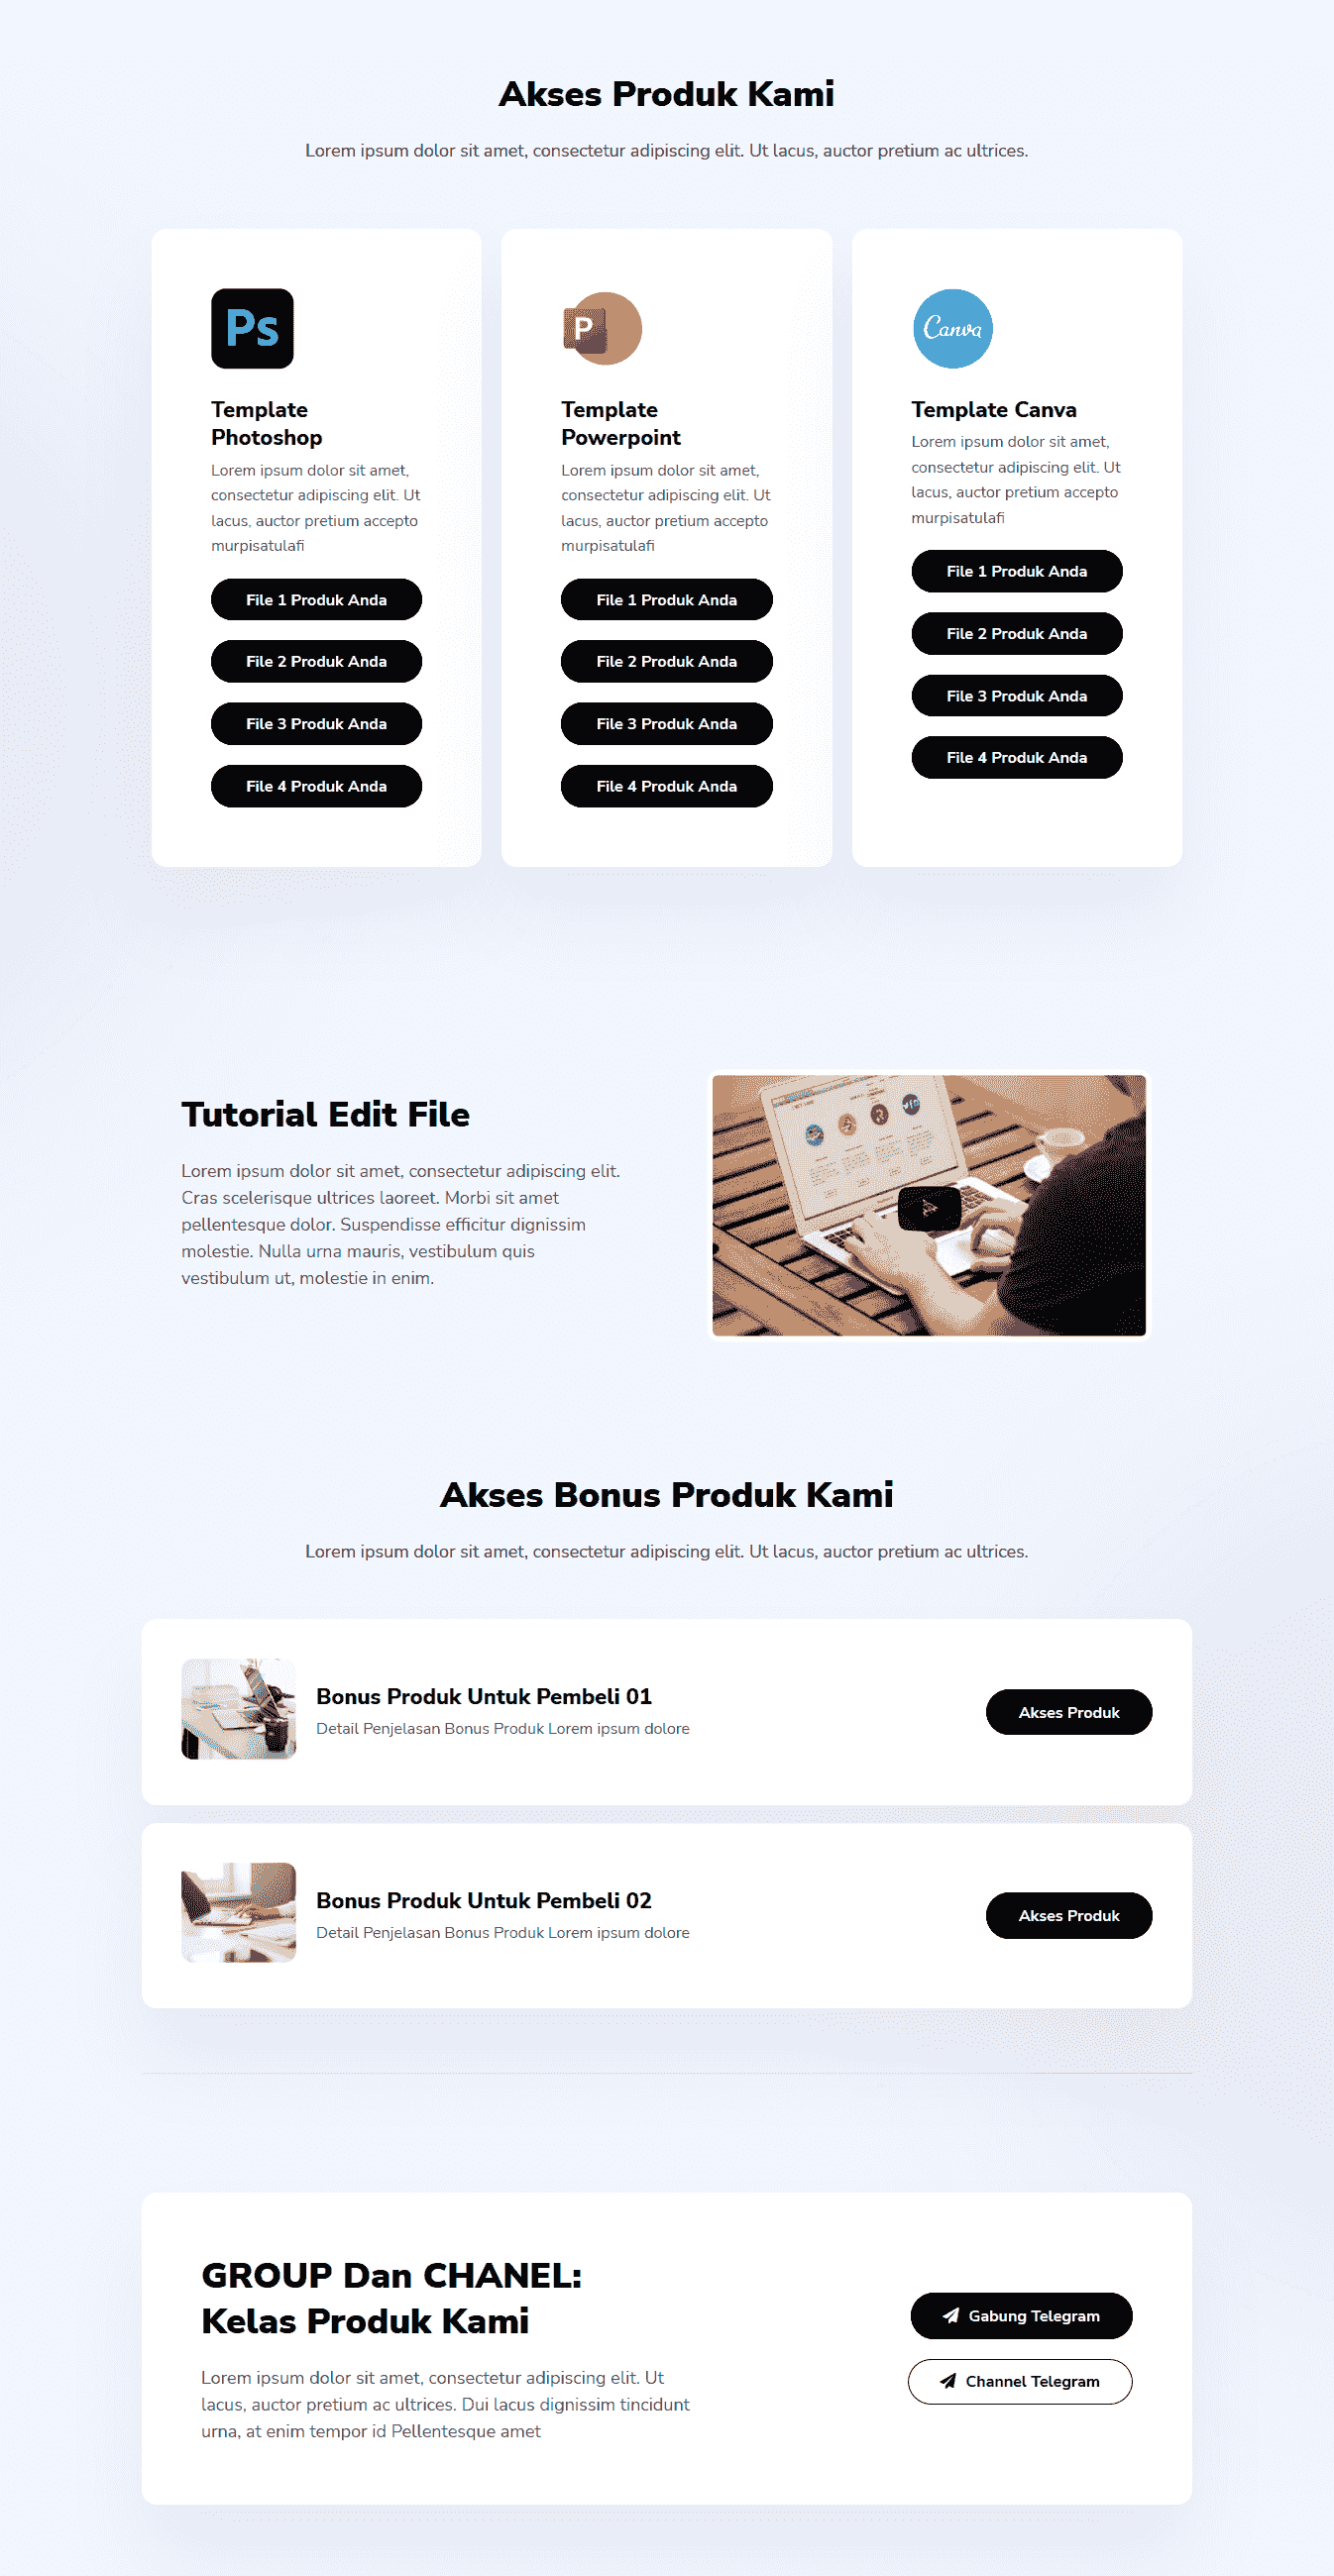 Akses Produk Kami
Lorem ipsum dolor sit amet, consectetur adipiscing elit. Ut lacus, auctor pretium ac ultrices.
Ps
Template
Photoshop
Lorem ipsum dolor sit amet,
consectetur adipiscing elit. Ut
lacus, auctor pretium accepto
murpisatulafi
File 1 Produk Anda
File 2 Produk Anda
File 3 Produk Anda
File 4 Produk Anda
P
Template
Powerpoint
Lorem ipsum dolor sit amet,
consectetur adipiscing elit. Ut
lacus, auctor pretium accepto
murpisatulafi
File 1 Produk Anda
File 2 Produk Anda
File 3 Produk Anda
File 4 Produk Anda
Canva
Template Canva
Lorem ipsum dolor sit amet,
consectetur adipiscing elit. Ut
lacus, auctor pretium accepto
murpisatulafi
File 1 Produk Anda
File 2 Produk Anda
File 3 Produk Anda
File 4 Produk Anda
Tutorial Edit File
Lorem ipsum dolor sit amet, consectetur adipiscing elit.
Cras scelerisque ultrices laoreet. Morbi sit amet
pellentesque dolor. Suspendisse efficitur dignissim
molestie. Nulla urna mauris, vestibulum quis
vestibulum ut, molestie in enim.
Akses Bonus Produk Kami
Lorem ipsum dolor sit amet, consectetur adipiscing elit. Ut lacus, auctor pretium ac ultrices.
Bonus Produk Untuk Pembeli 01
Detail Penjelasan Bonus Produk Lorem ipsum dolore
Akses Produk
Bonus Produk Untuk Pembeli 02
Detail Penjelasan Bonus Produk Lorem ipsum dolore
Akses Produk
GROUP Dan CHANEL:
Kelas Produk Kami
Lorem ipsum dolor sit amet, consectetur adipiscing elit. Ut
lacus, auctor pretium ac ultrices. Dui lacus dignissim tincidunt
urna, at enim tempor id Pellentesque amet
Gabung Telegram
Channel Telegram